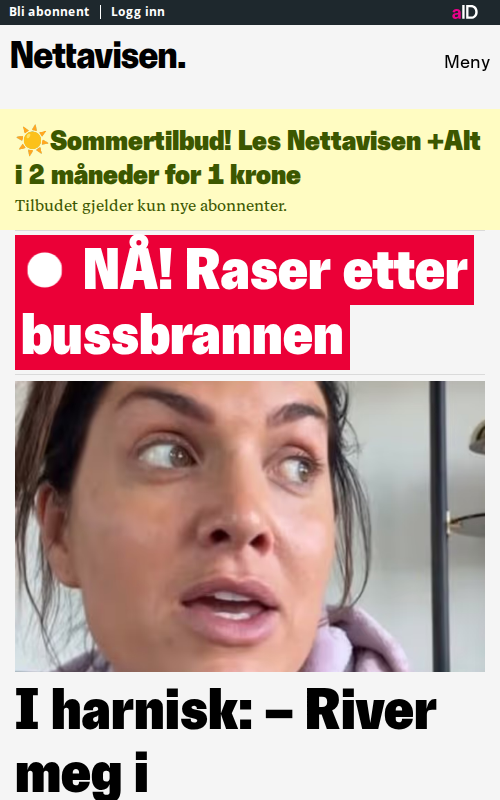 Bli abonnent
Logg inn
aID
Nettavisen.
Meny
☀️Sommertilbud! Les Nettavisen +Alt
i 2 måneder for 1 krone
Tilbudet gjelder kun nye abonnenter.
NÅ! Raser etter
bussbrannen
I harnisk: – River
meg i